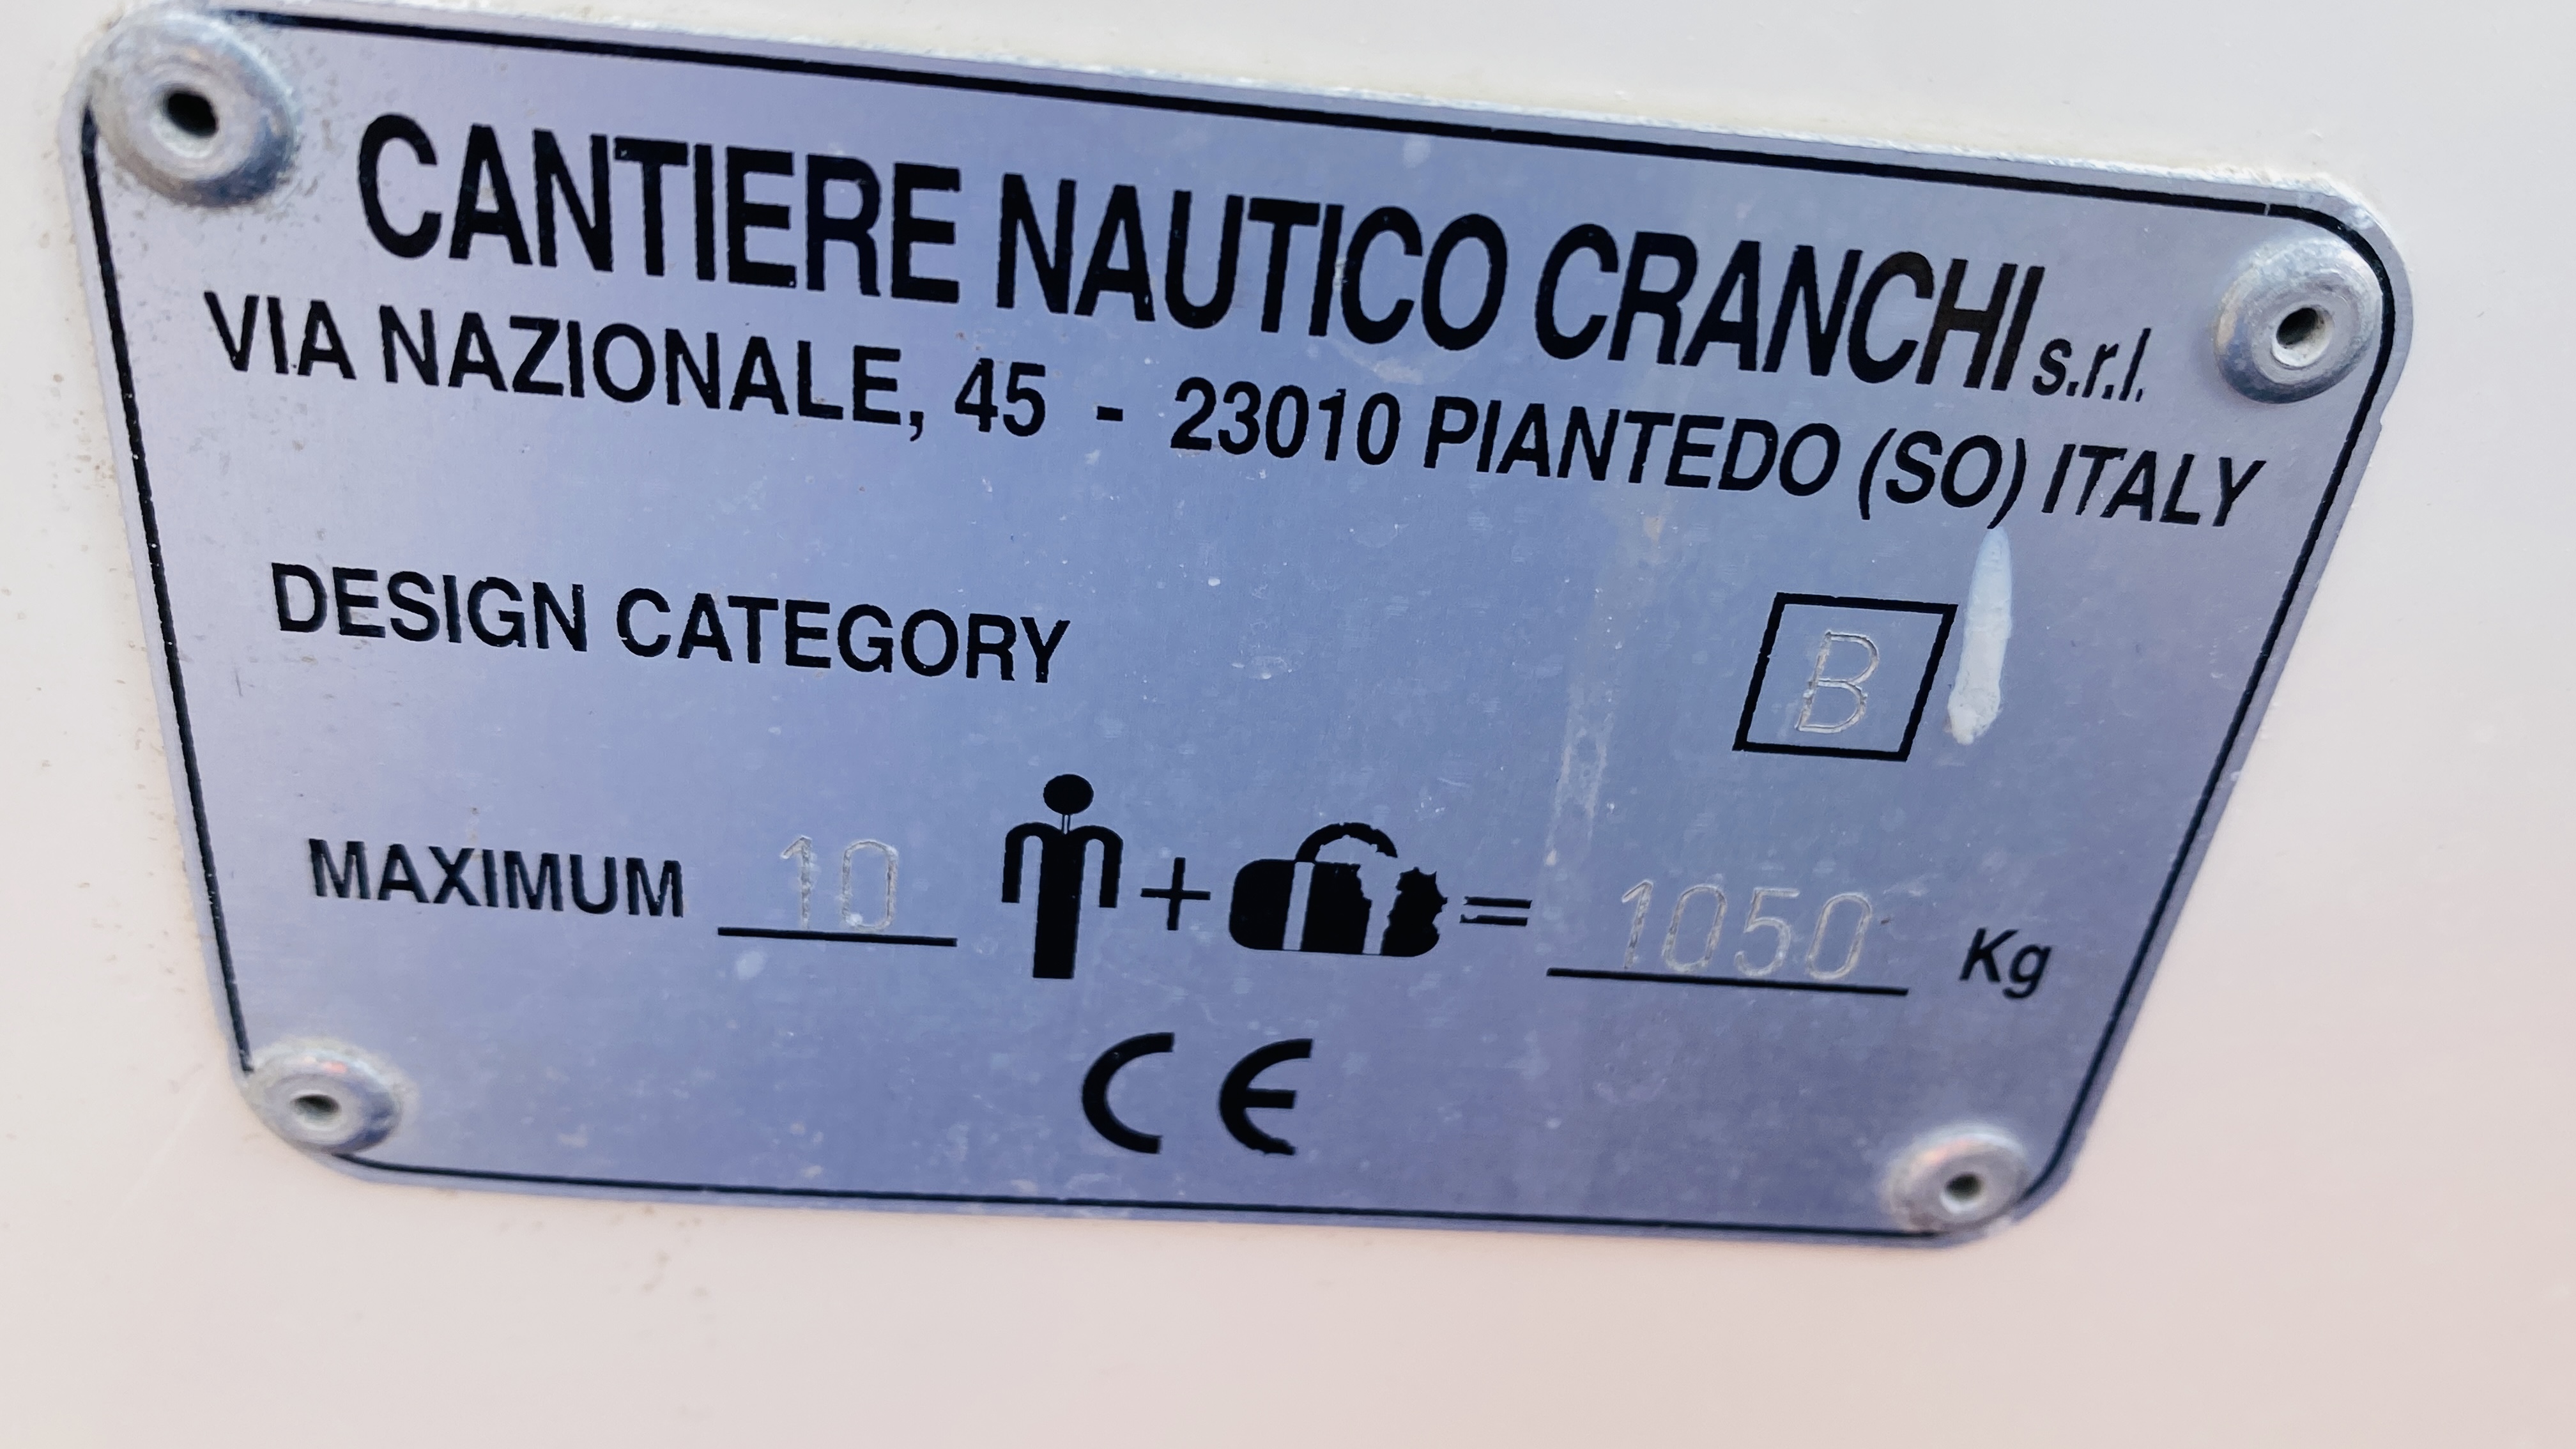 CANTIERE NAUTICO CRANCHI s.r.l.
VIA NAZIONALE, 45 - 23010 PIANTEDO (SO) ITALY
DESIGN CATEGORY B
MAXIMUM 10 + = 1050 Kg
CE